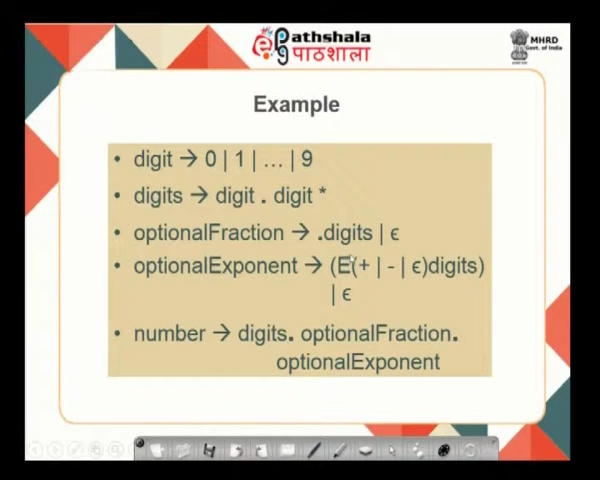 athshala
पाठशाला
MHRD
Govt. of India
Example
• digit → 0 | 1 | … | 9
• digits → digit . digit *
• optionalFraction → .digits | ϵ
• optionalExponent → (E(+ | - | ϵ)digits)
| ϵ
• number → digits. optionalFraction.
optionalExponent